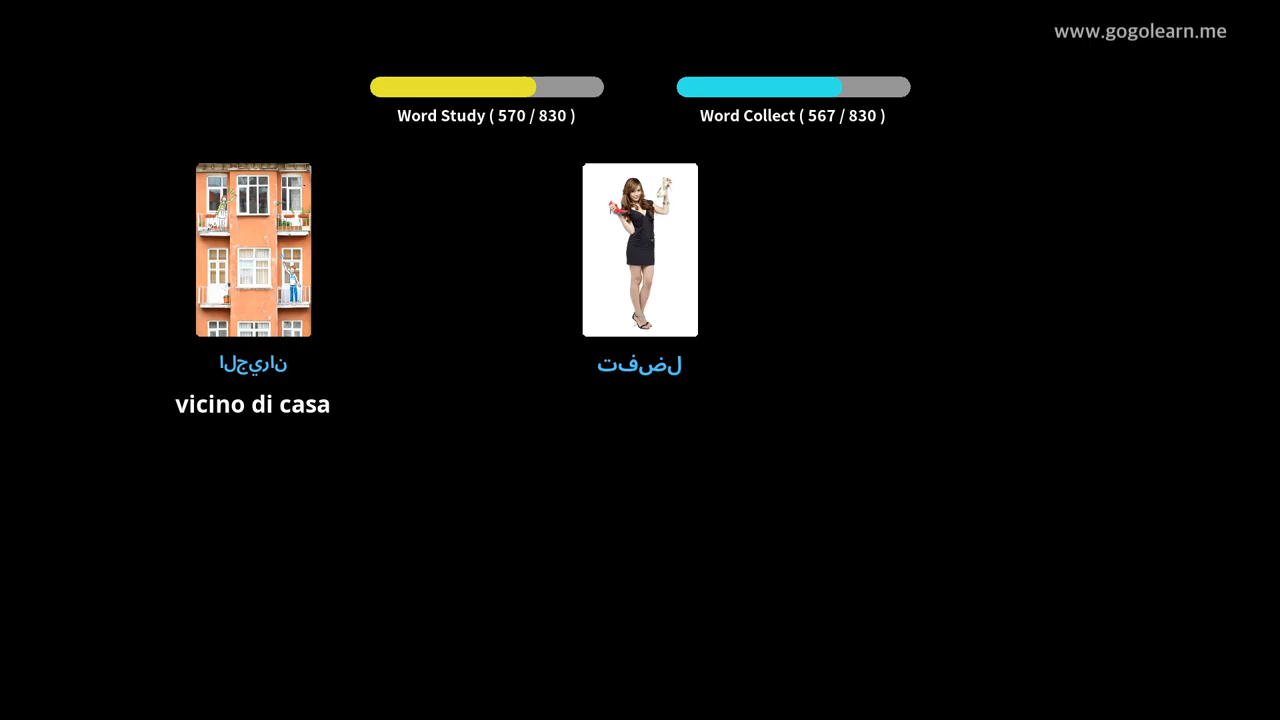 www.gogolearn.me
Word Study ( 570 / 830 )
Word Collect ( 567 / 830 )
الجيران
تفضل
vicino di casa